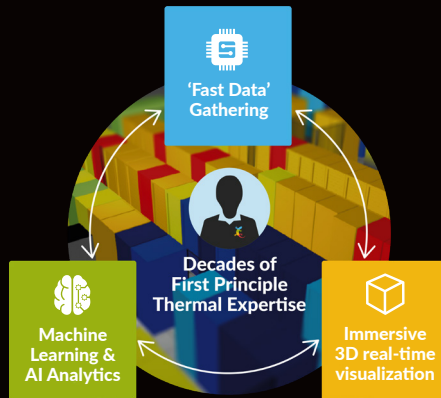 'Fast Data'
Gathering
Decades of
First Principle
Thermal Expertise
Machine
Learning &
AI Analytics
Immersive
3D real-time
visualization